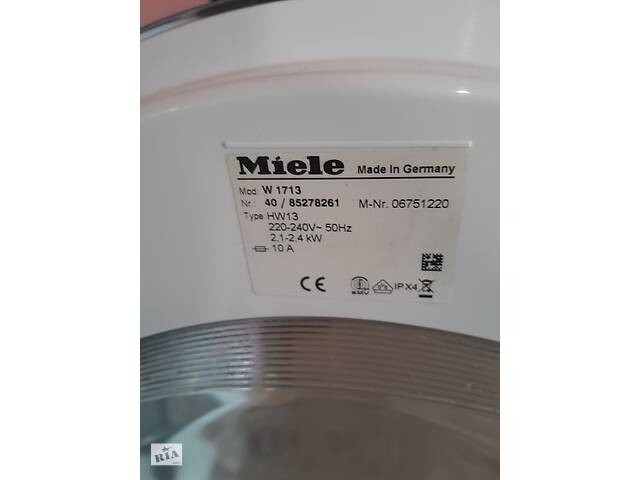 Miele Made in Germany
Mod: W 1713
Nr.: 40 / 85278261 M-Nr. 06751220
Type: HW13
220-240V~ 50Hz
2,1-2,4 kW
10 A
CE IPX4
RIA
.com